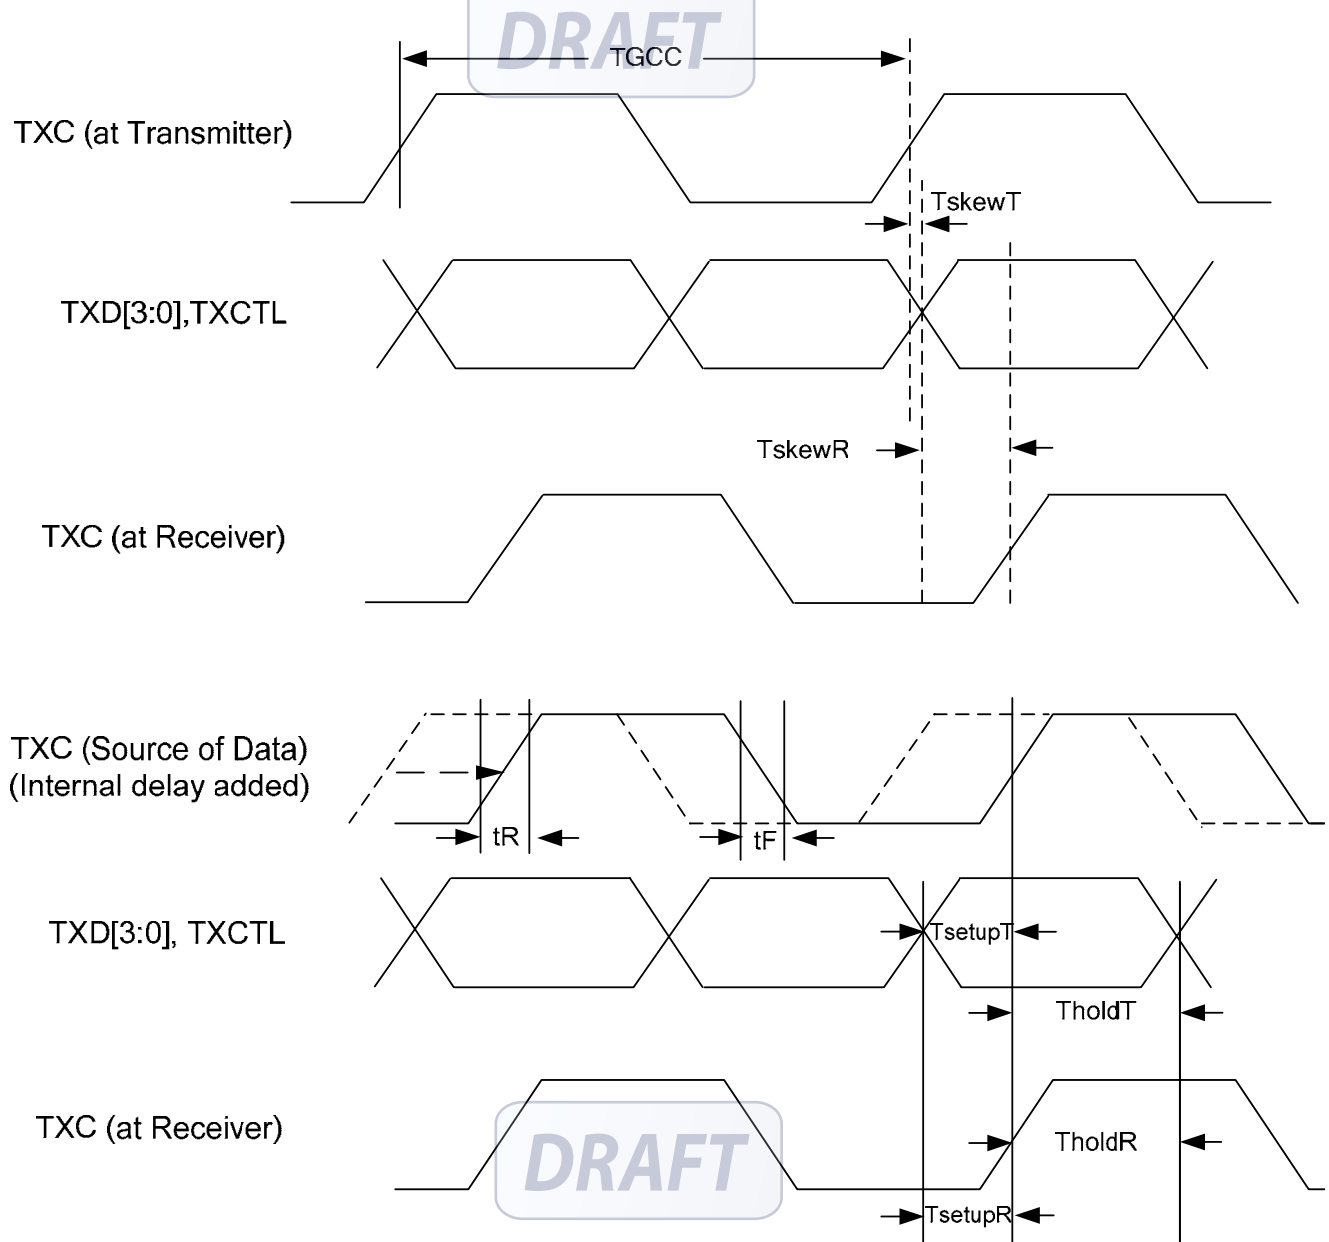 DRAFT
TGCC
TXC (at Transmitter)
TskewT
TXD[3:0],TXCTL
TskewR
TXC (at Receiver)
TXC (Source of Data)
(Internal delay added)
tR
tF
TXD[3:0], TXCTL
TsetupT
TholdT
TXC (at Receiver)
TholdR
DRAFT
TsetupR